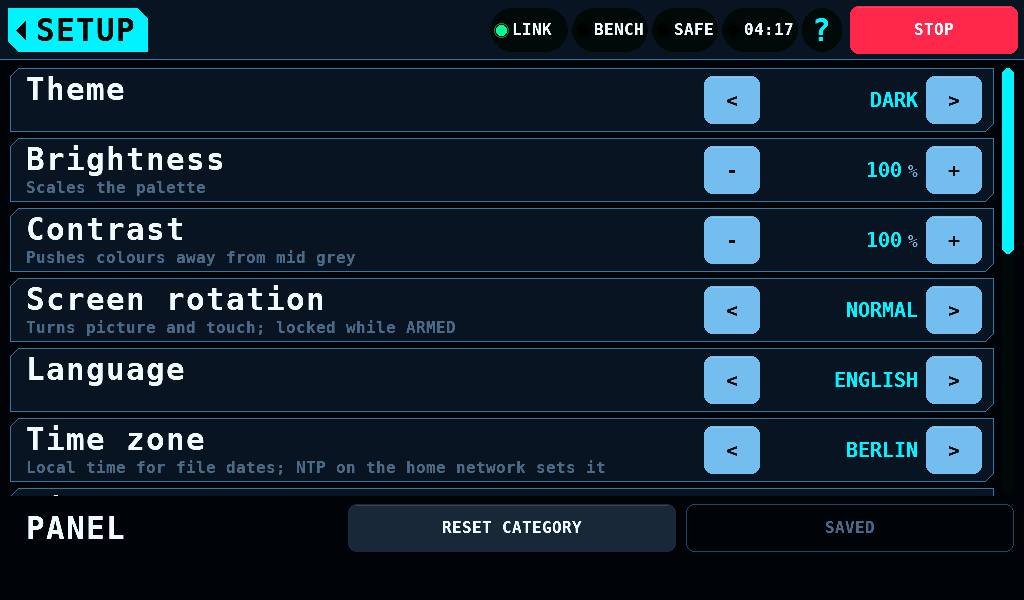 SETUP
LINK
BENCH
SAFE
04:17
?
STOP
Theme
<
DARK
>
Brightness
Scales the palette
-
100 %
+
Contrast
Pushes colours away from mid grey
-
100 %
+
Screen rotation
Turns picture and touch; locked while ARMED
<
NORMAL
>
Language
<
ENGLISH
>
Time zone
Local time for file dates; NTP on the home network sets it
<
BERLIN
>
PANEL
RESET CATEGORY
SAVED